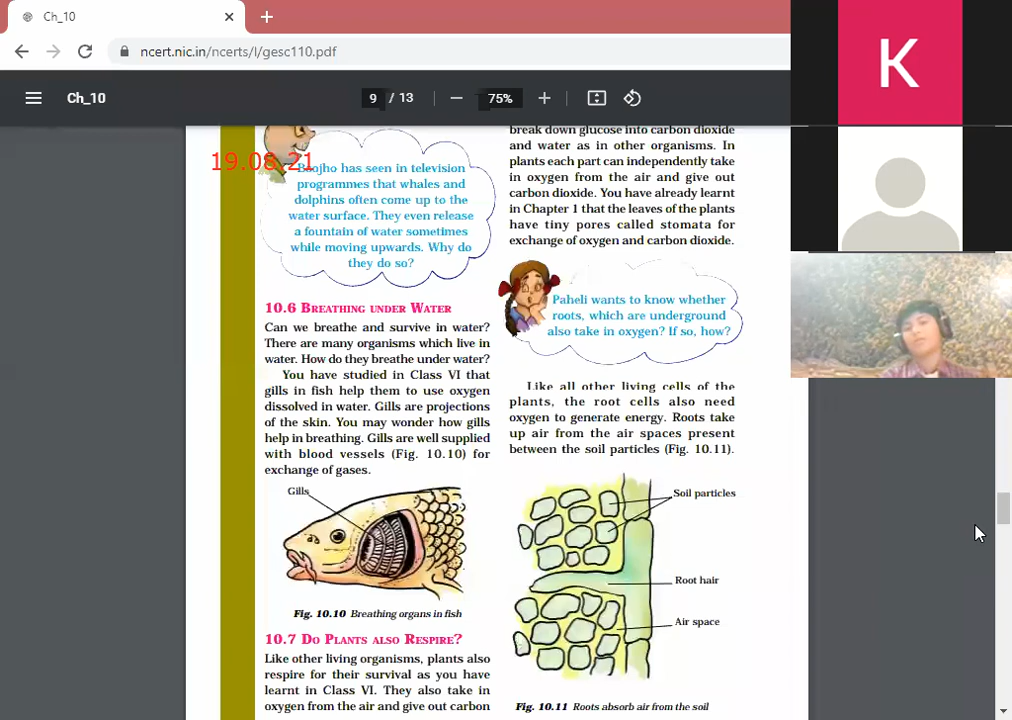 Ch_10
ncert.nic.in/ncerts/l/gesc110.pdf
Ch_10
9 / 13
75%
K
19.08.21
Boojho has seen in television
programmes that whales and
dolphins often come up to the
water surface. They even release
a fountain of water sometimes
while moving upwards. Why do
they do so?
10.6 BREATHING UNDER WATER
Can we breathe and survive in water?
There are many organisms which live in
water. How do they breathe under water?
You have studied in Class VI that
gills in fish help them to use oxygen
dissolved in water. Gills are projections
of the skin. You may wonder how gills
help in breathing. Gills are well supplied
with blood vessels (Fig. 10.10) for
exchange of gases.
Gills
Fig. 10.10 Breathing organs in fish
10.7 DO PLANTS ALSO RESPIRE?
Like other living organisms, plants also
respire for their survival as you have
learnt in Class VI. They also take in
oxygen from the air and give out carbon
break down glucose into carbon dioxide
and water as in other organisms. In
plants each part can independently take
in oxygen from the air and give out
carbon dioxide. You have already learnt
in Chapter 1 that the leaves of the plants
have tiny pores called stomata for
exchange of oxygen and carbon dioxide.
Paheli wants to know whether
roots, which are underground
also take in oxygen? If so, how?
Like all other living cells of the
plants, the root cells also need
oxygen to generate energy. Roots take
up air from the air spaces present
between the soil particles (Fig. 10.11).
Soil particles
Root hair
Air space
Fig. 10.11 Roots absorb air from the soil